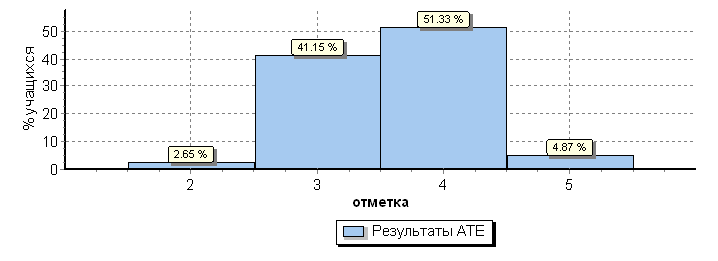 % учащихся
50
40
30
20
10
0
2.65 %
41.15 %
51.33 %
4.87 %
2 3 4 5
отметка
Результаты АТЕ